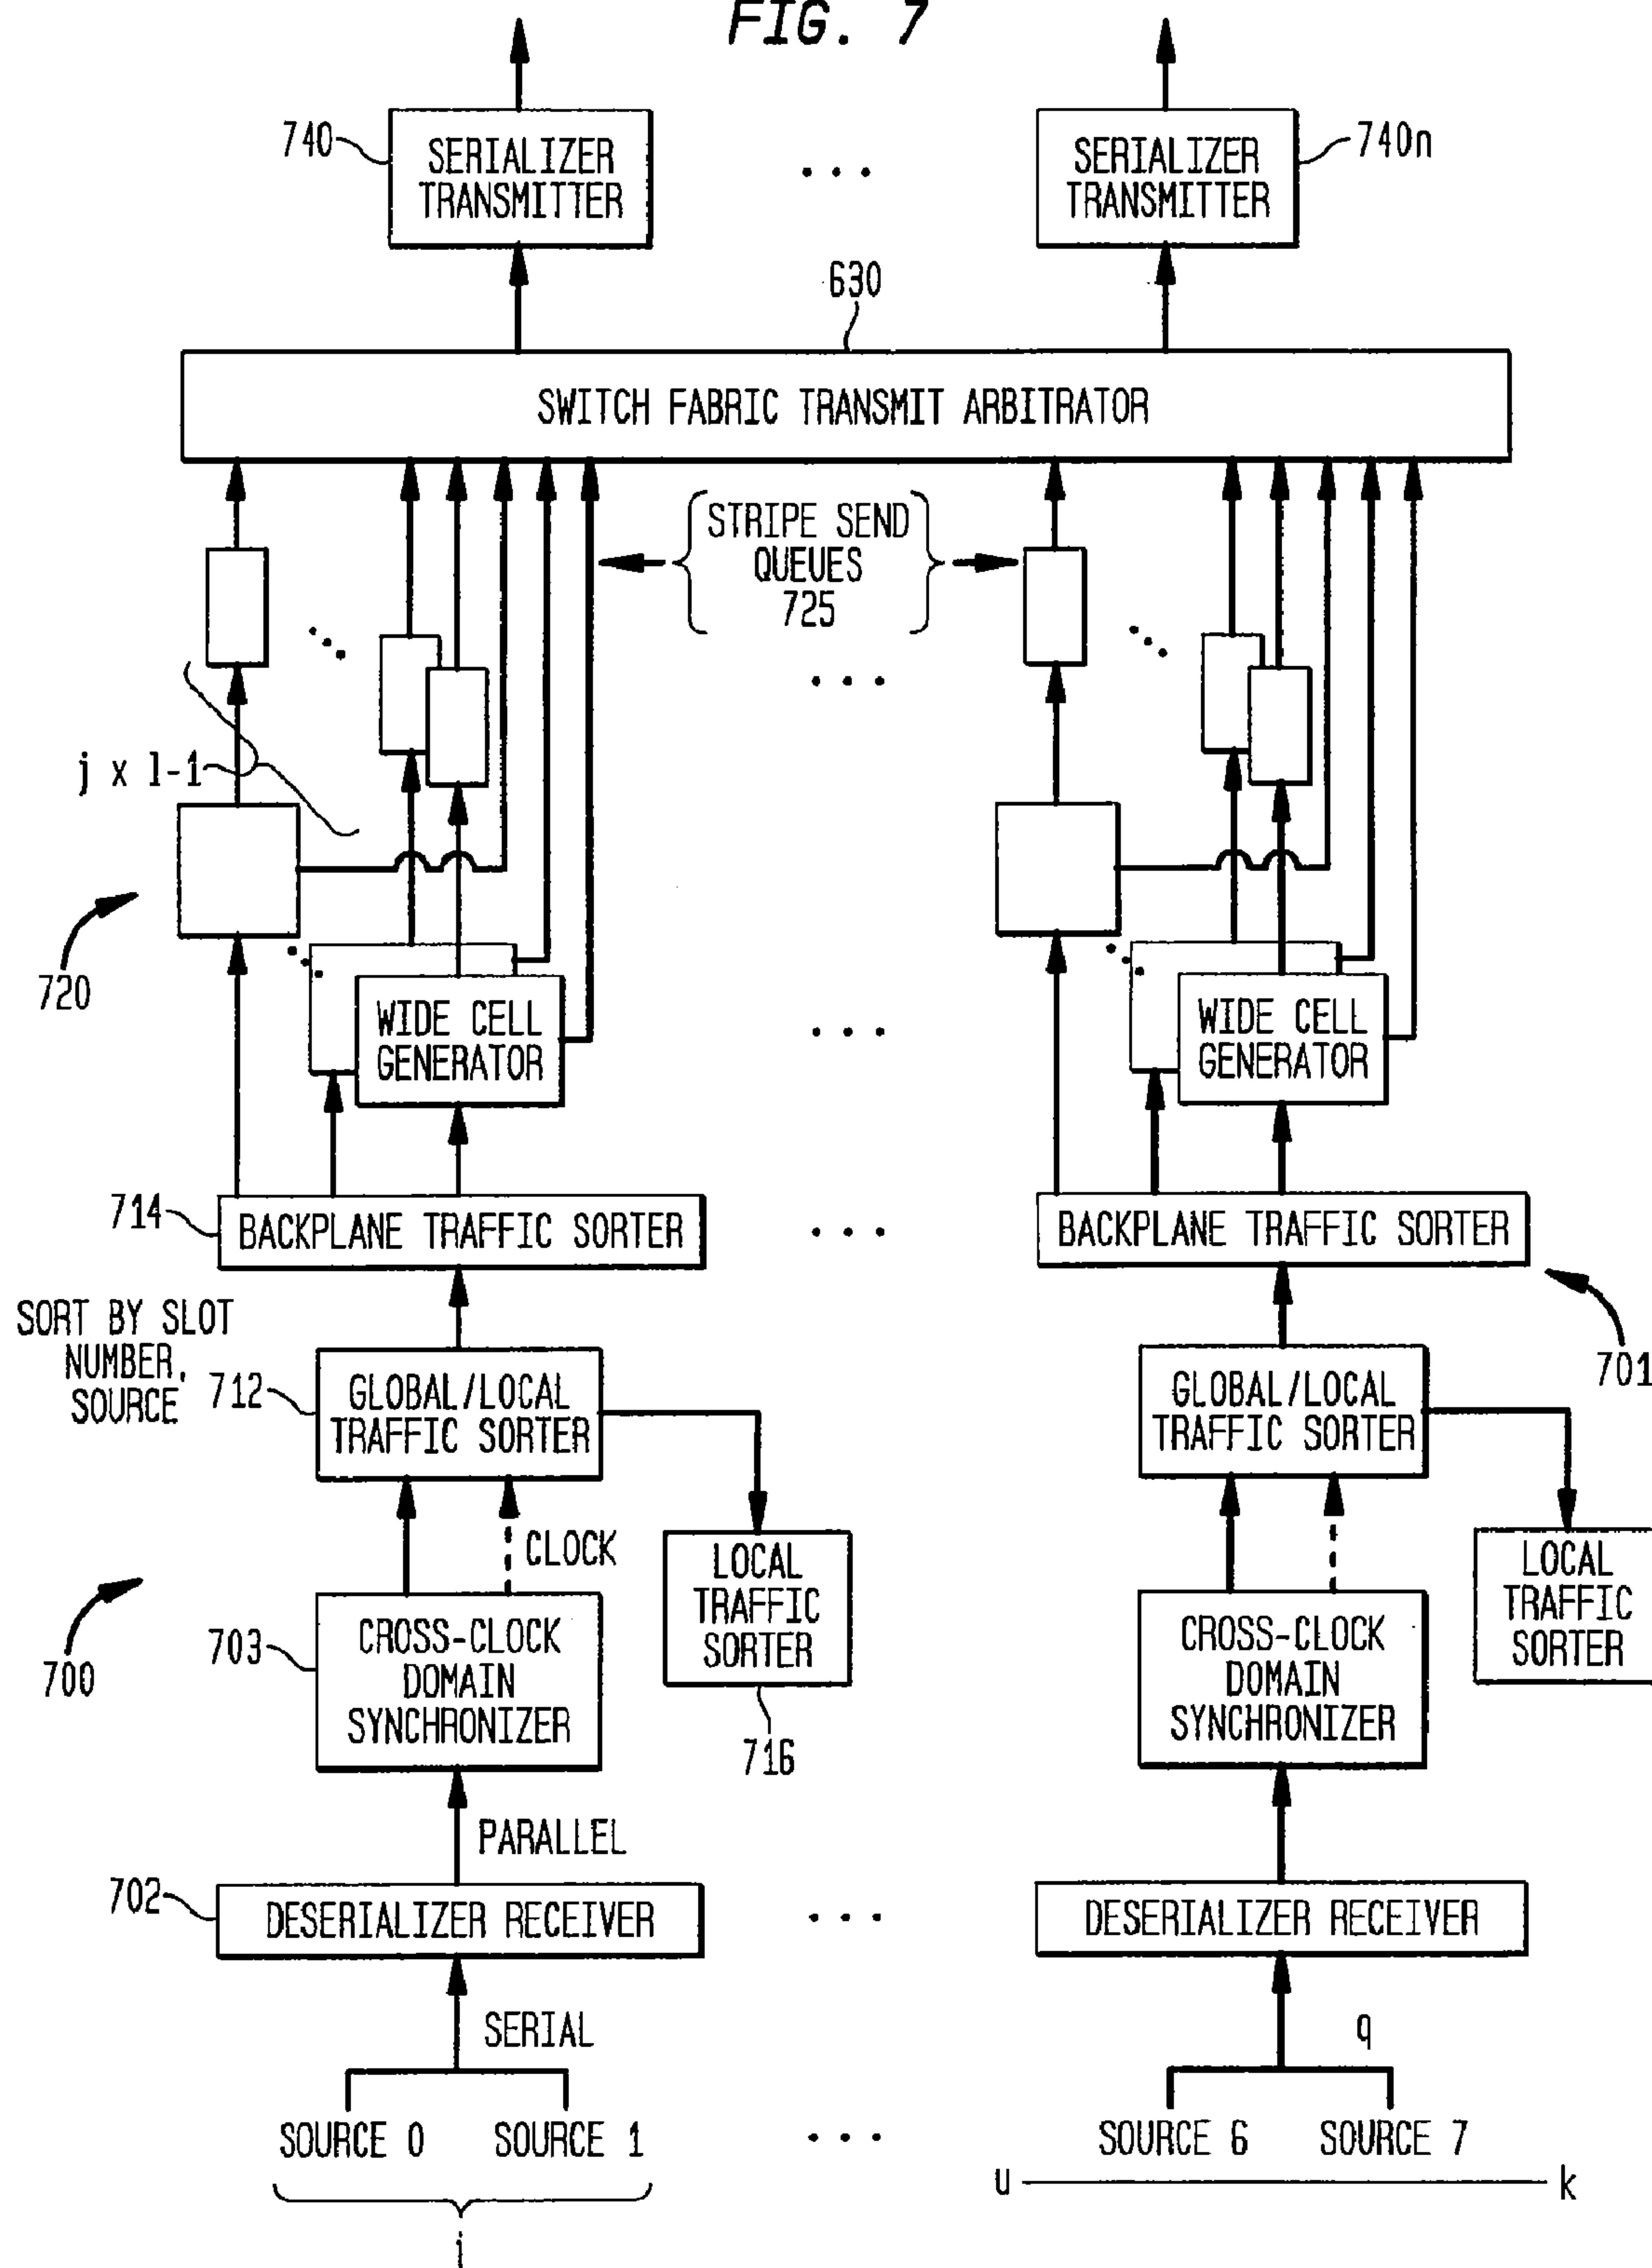 FIG. 7
740
SERIALIZER
TRANSMITTER
...
SERIALIZER
TRANSMITTER
740n
630
SWITCH FABRIC TRANSMIT ARBITRATOR
STRIPE SEND
QUEUES
725
j x l-1
720
WIDE CELL
GENERATOR
WIDE CELL
GENERATOR
714
BACKPLANE TRAFFIC SORTER
BACKPLANE TRAFFIC SORTER
701
SORT BY SLOT
NUMBER,
SOURCE
712
GLOBAL/LOCAL
TRAFFIC SORTER
GLOBAL/LOCAL
TRAFFIC SORTER
CLOCK
LOCAL
TRAFFIC
SORTER
LOCAL
TRAFFIC
SORTER
700
703
CROSS-CLOCK
DOMAIN
SYNCHRONIZER
716
CROSS-CLOCK
DOMAIN
SYNCHRONIZER
PARALLEL
702
DESERIALIZER RECEIVER
DESERIALIZER RECEIVER
SERIAL
q
SOURCE 0
SOURCE 1
...
SOURCE 6
SOURCE 7
u
k